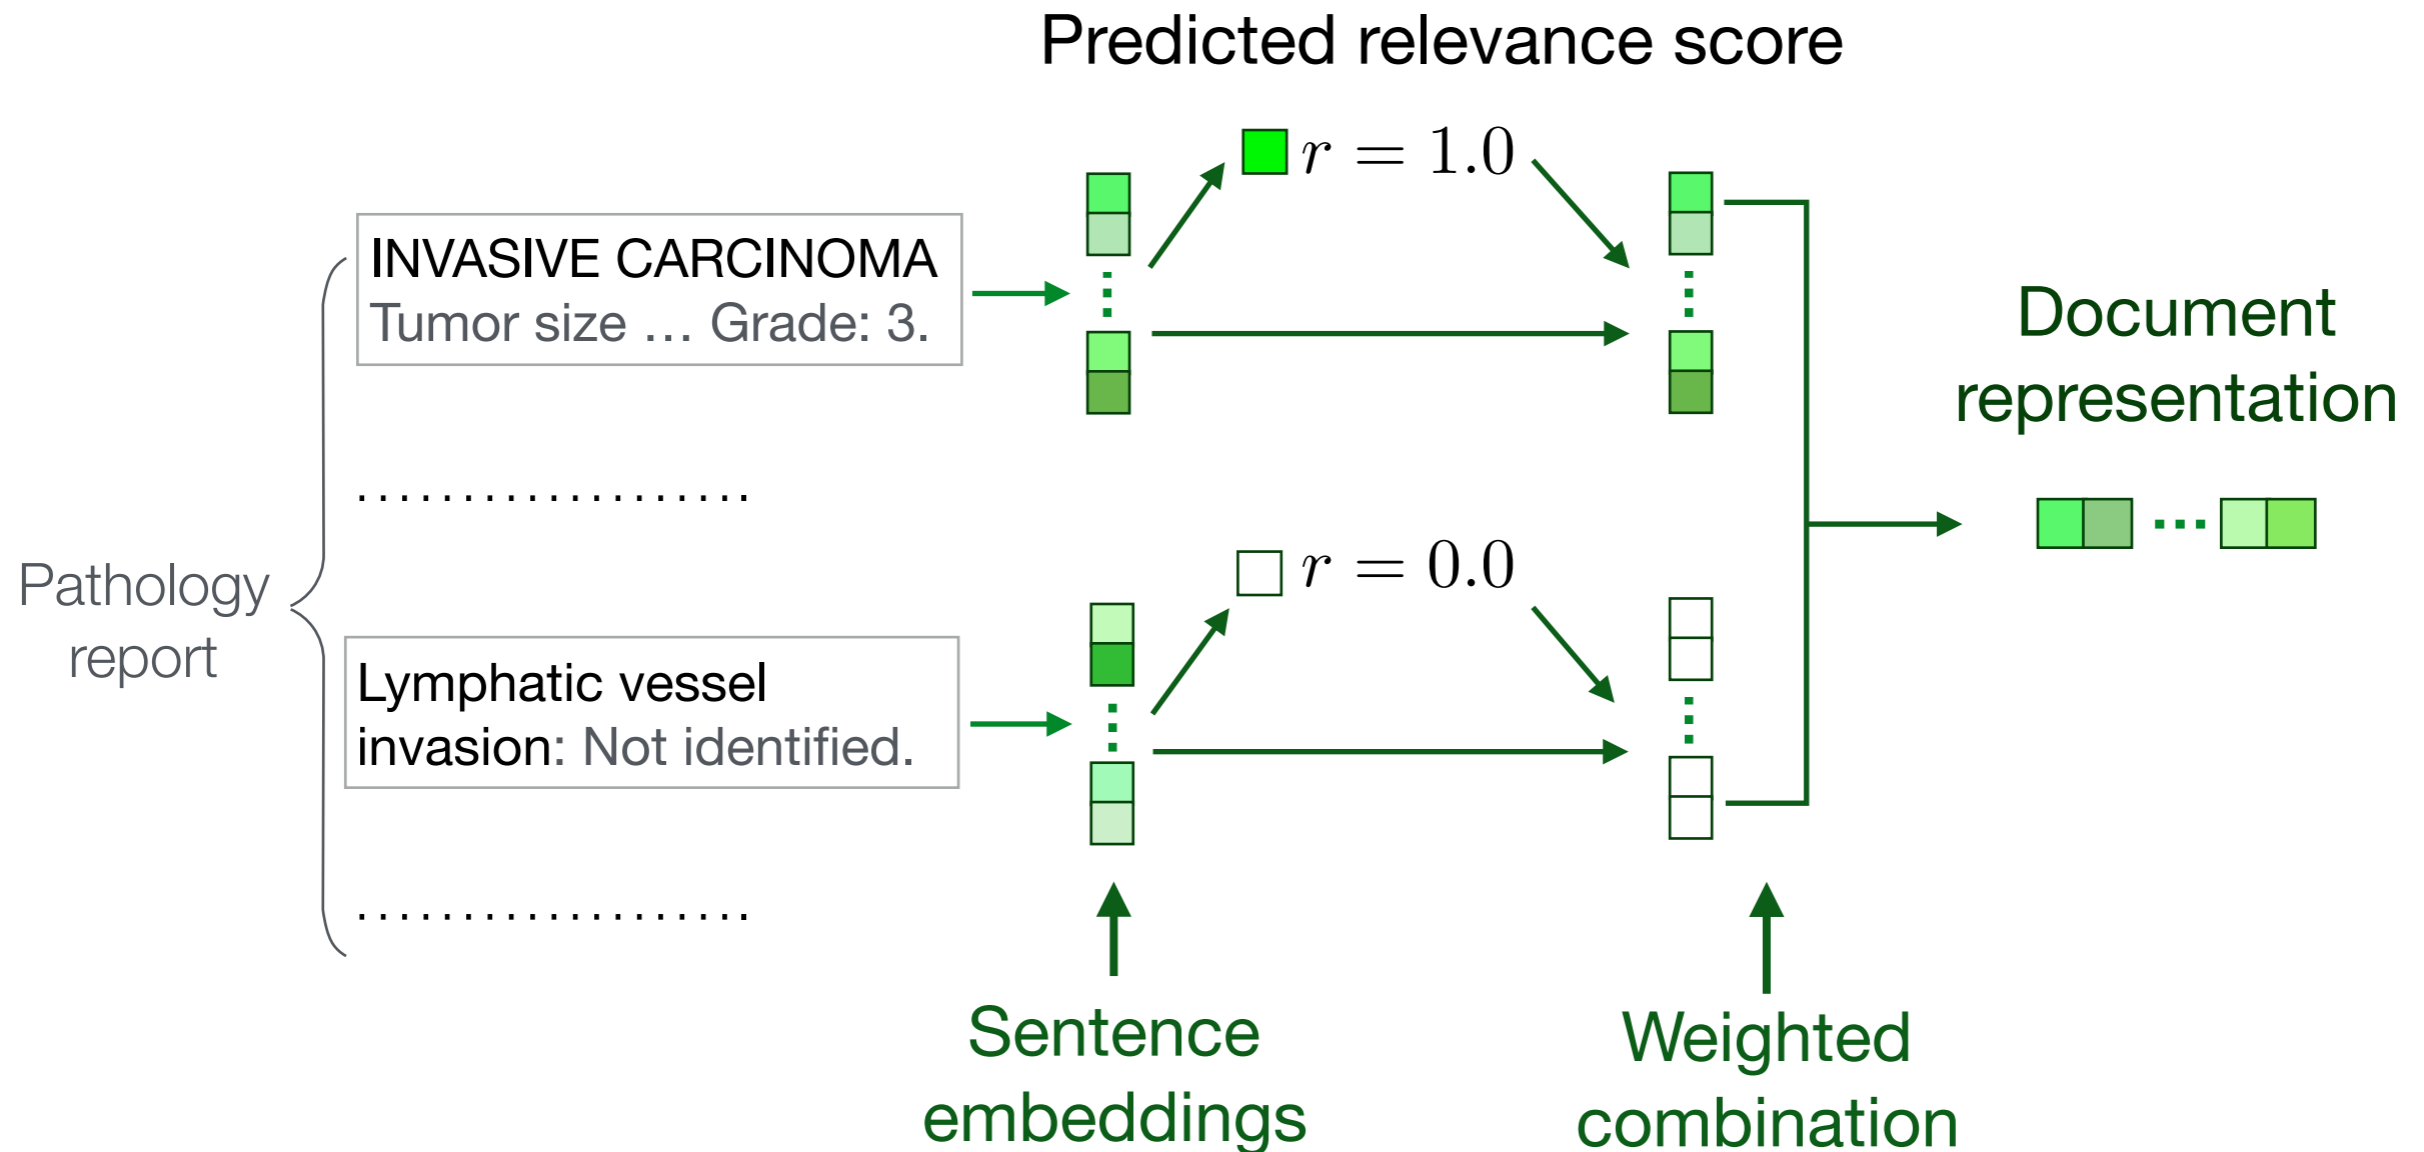 Predicted relevance score
r = 1.0
INVASIVE CARCINOMA
Tumor size … Grade: 3.
Document
representation
...................
r = 0.0
Pathology
report
Lymphatic vessel
invasion: Not identified.
...................
Sentence
embeddings
Weighted
combination